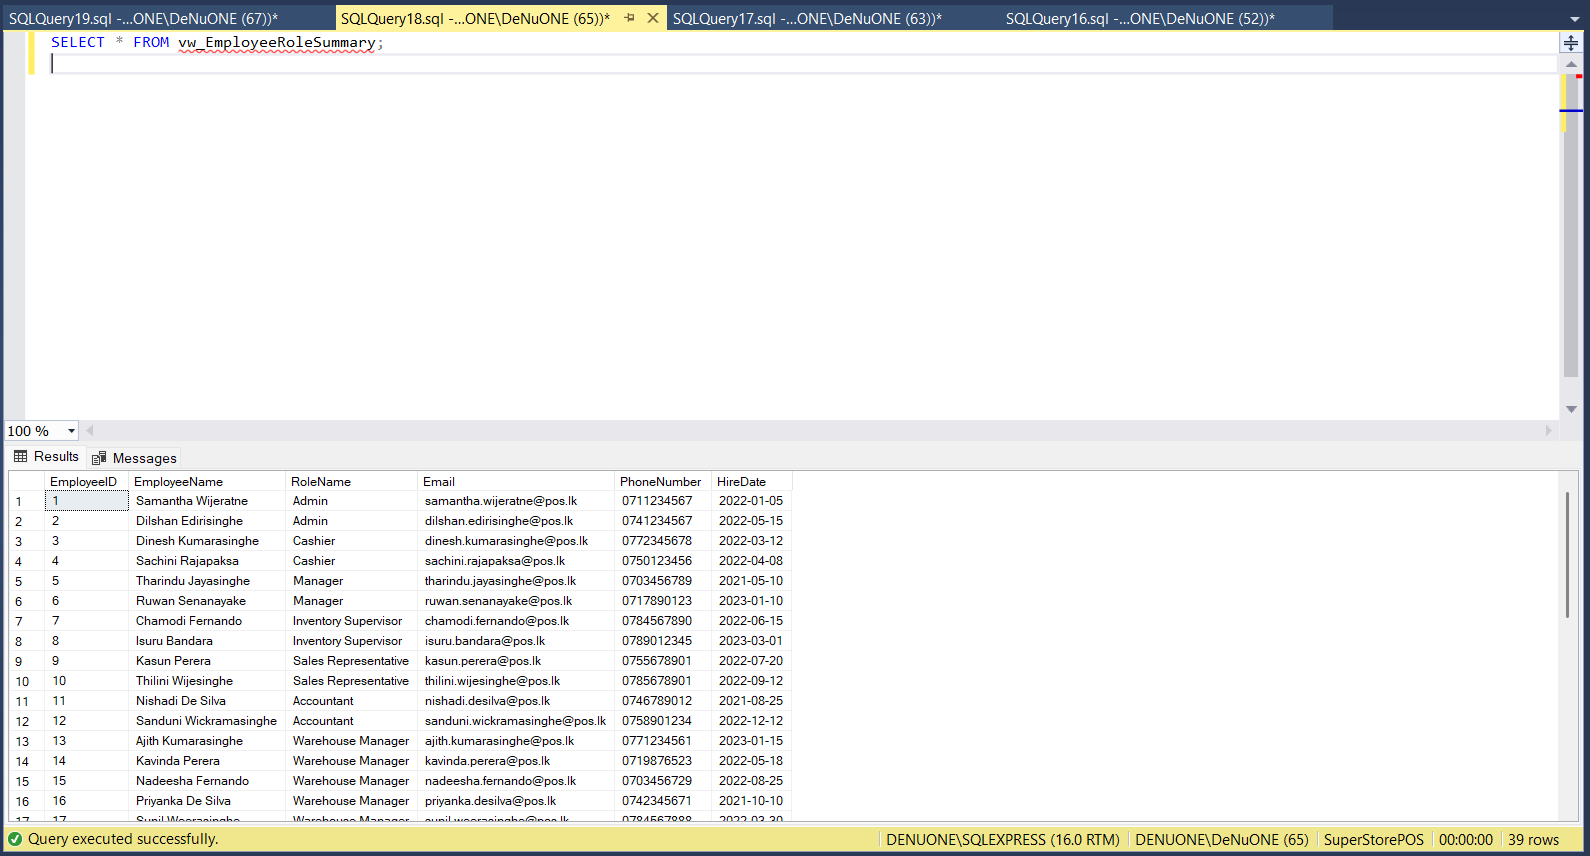 SQLQuery19.sql -...ONE\DeNuONE (67))* SQLQuery18.sql -...ONE\DeNuONE (65))* SQLQuery17.sql -...ONE\DeNuONE (63))* SQLQuery16.sql -...ONE\DeNuONE (52))*
SELECT * FROM vw_EmployeeRoleSummary;
100 %
Results Messages
EmployeeID EmployeeName RoleName Email PhoneNumber HireDate
1 1 Samantha Wijeratne Admin samantha.wijeratne@pos.lk 0711234567 2022-01-05
2 2 Dilshan Edirisinghe Admin dilshan.edirisinghe@pos.lk 0741234567 2022-05-15
3 3 Dinesh Kumarasinghe Cashier dinesh.kumarasinghe@pos.lk 0772345678 2022-03-12
4 4 Sachini Rajapaksa Cashier sachini.rajapaksa@pos.lk 0750123456 2022-04-08
5 5 Tharindu Jayasinghe Manager tharindu.jayasinghe@pos.lk 0703456789 2021-05-10
6 6 Ruwan Senanayake Manager ruwan.senanayake@pos.lk 0717890123 2023-01-10
7 7 Chamodi Fernando Inventory Supervisor chamodi.fernando@pos.lk 0784567890 2022-06-15
8 8 Isuru Bandara Inventory Supervisor isuru.bandara@pos.lk 0789012345 2023-03-01
9 9 Kasun Perera Sales Representative kasun.perera@pos.lk 0755678901 2022-07-20
10 10 Thilini Wijesinghe Sales Representative thilini.wijesinghe@pos.lk 0785678901 2022-09-12
11 11 Nishadi De Silva Accountant nishadi.desilva@pos.lk 0746789012 2021-08-25
12 12 Sanduni Wickramasinghe Accountant sanduni.wickramasinghe@pos.lk 0758901234 2022-12-12
13 13 Ajith Kumarasinghe Warehouse Manager ajith.kumarasinghe@pos.lk 0771234561 2023-01-15
14 14 Kavinda Perera Warehouse Manager kavinda.perera@pos.lk 0719876523 2022-05-18
15 15 Nadeesha Fernando Warehouse Manager nadeesha.fernando@pos.lk 0703456729 2022-08-25
16 16 Priyanka De Silva Warehouse Manager priyanka.desilva@pos.lk 0742345671 2021-10-10
17 17 Sunil Weerasinghe Warehouse Manager sunil.weerasinghe@pos.lk 0784567888 2022-03-30
Query executed successfully. DENUONE\SQLEXPRESS (16.0 RTM) DENUONE\DeNuONE (65) SuperStorePOS 00:00:00 39 rows